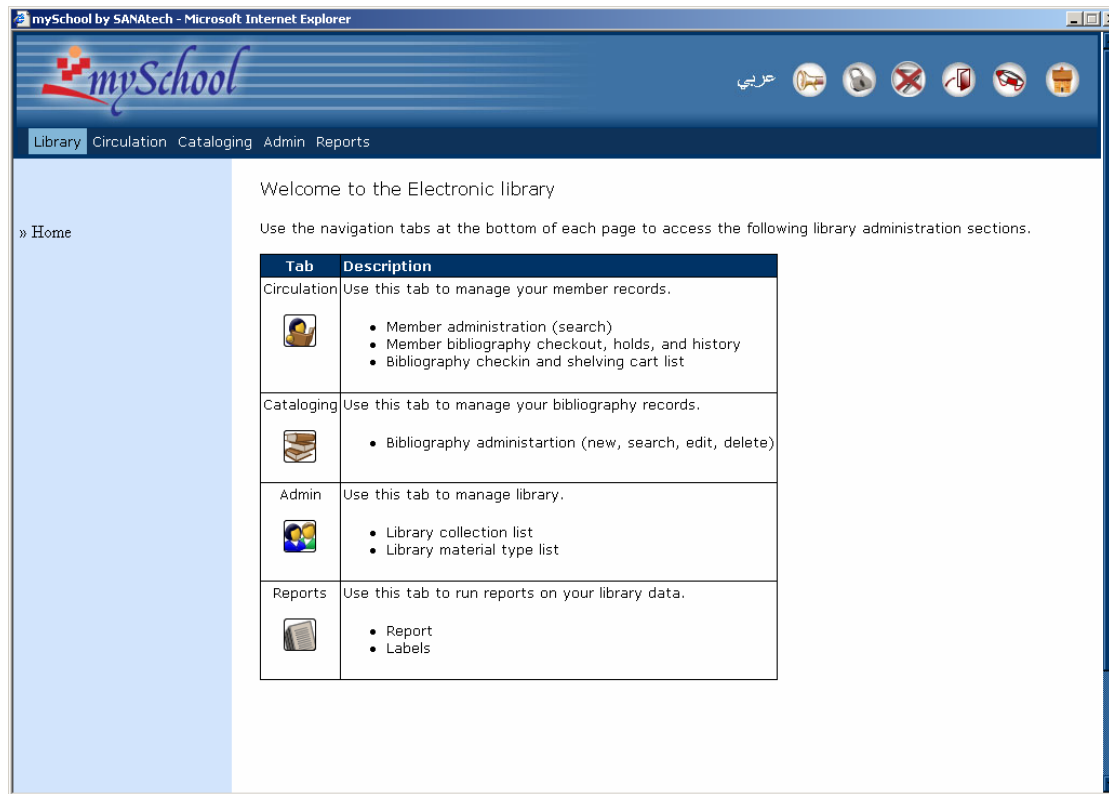 mySchool by SANAtech - Microsoft Internet Explorer
mySchool
عربي
Library Circulation Cataloging Admin Reports
» Home
Welcome to the Electronic library
Use the navigation tabs at the bottom of each page to access the following library administration sections.
Tab Description
Circulation Use this tab to manage your member records.
• Member administration (search)
• Member bibliography checkout, holds, and history
• Bibliography checkin and shelving cart list
Cataloging Use this tab to manage your bibliography records.
• Bibliography administartion (new, search, edit, delete)
Admin Use this tab to manage library.
• Library collection list
• Library material type list
Reports Use this tab to run reports on your library data.
• Report
• Labels